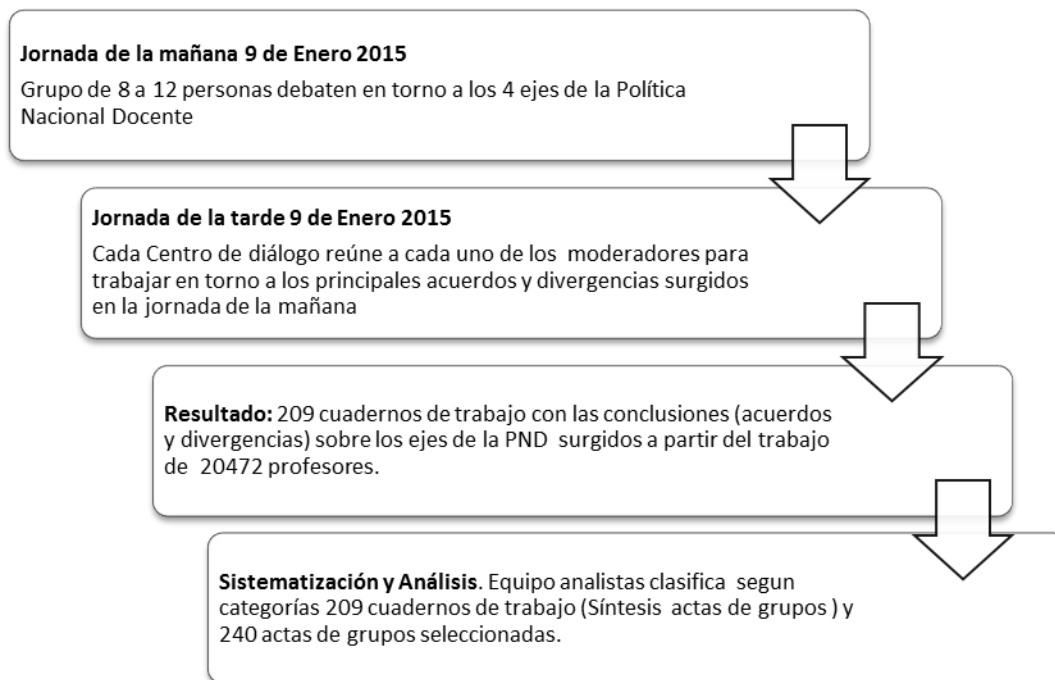 Jornada de la mañana 9 de Enero 2015
Grupo de 8 a 12 personas debaten en torno a los 4 ejes de la Política
Nacional Docente
Jornada de la tarde 9 de Enero 2015
Cada Centro de diálogo reúne a cada uno de los moderadores para
trabajar en torno a los principales acuerdos y divergencias surgidos
en la jornada de la mañana
Resultado: 209 cuadernos de trabajo con las conclusiones (acuerdos
y divergencias) sobre los ejes de la PND surgidos a partir del trabajo
de 20472 profesores.
Sistematización y Análisis. Equipo analistas clasifica segun
categorías 209 cuadernos de trabajo (Síntesis actas de grupos ) y
240 actas de grupos seleccionadas.